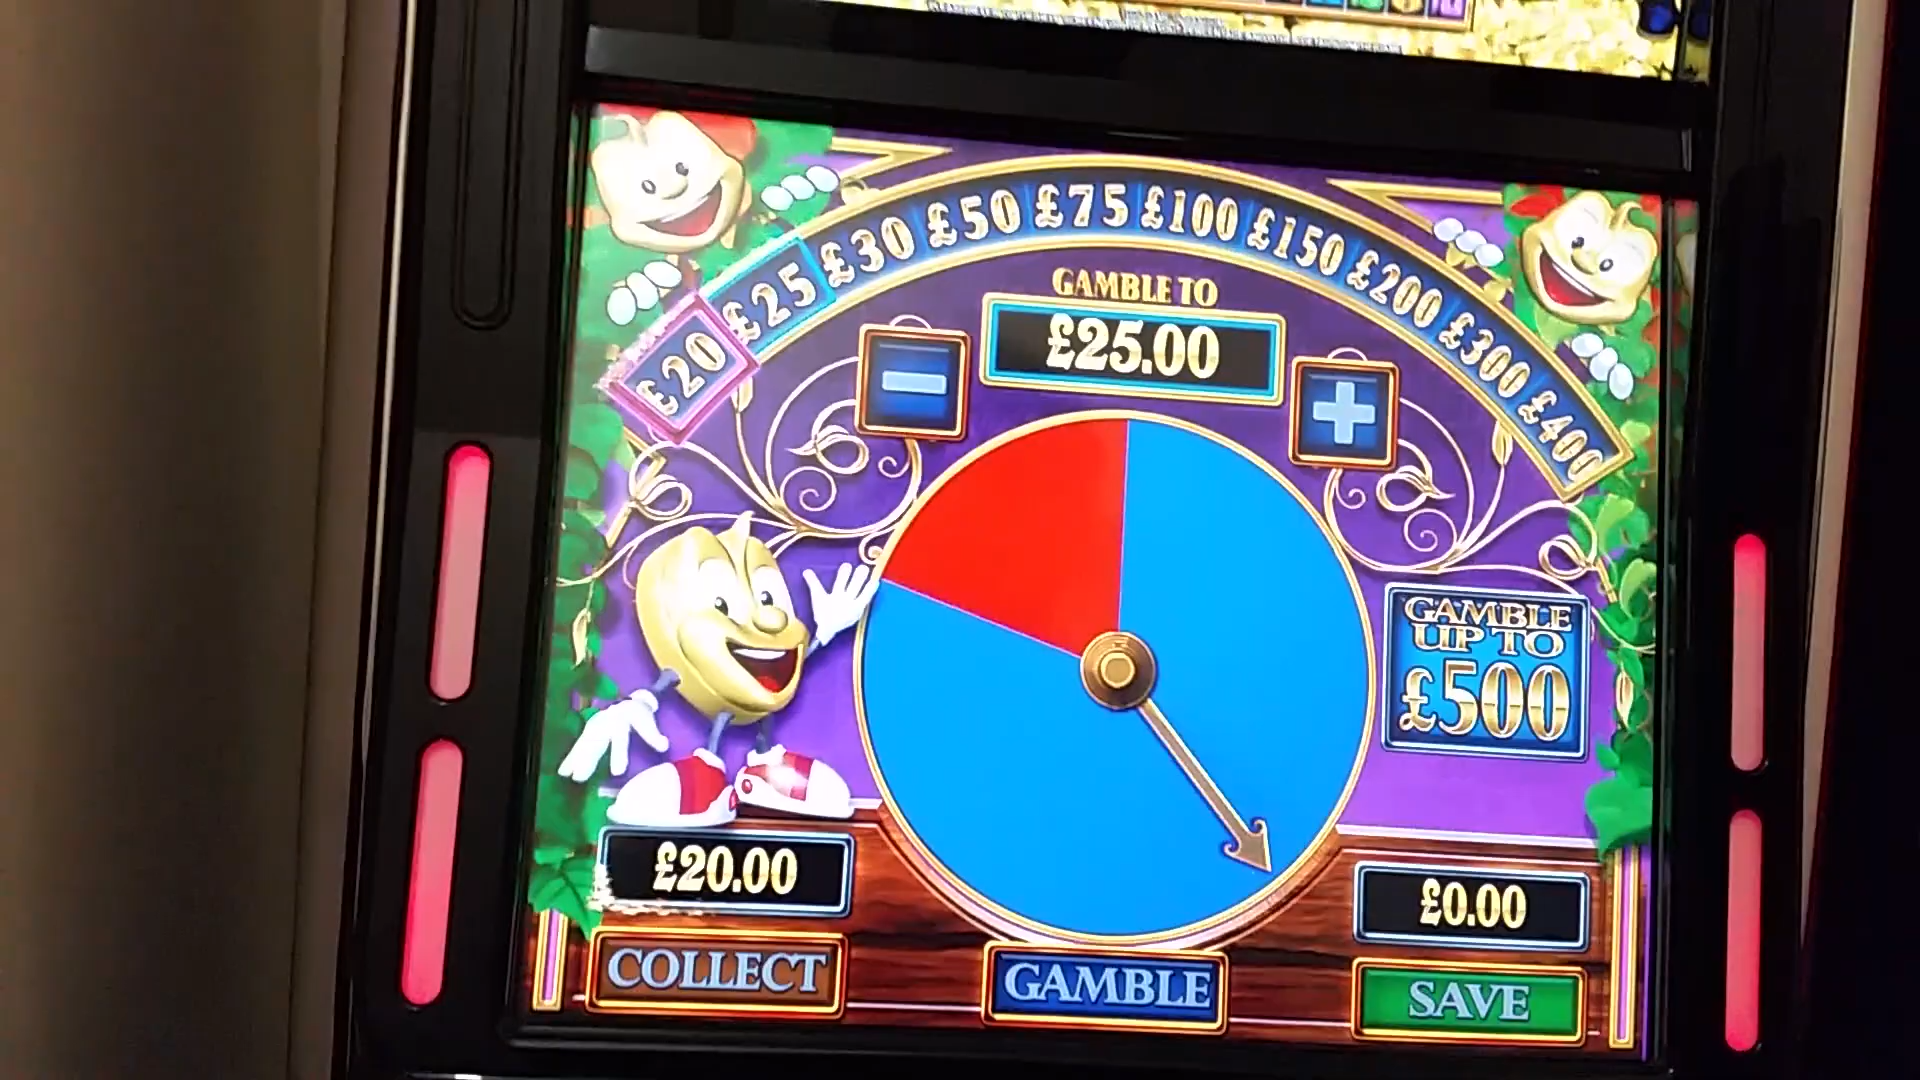 £20 £25 £30 £50 £75 £100 £150 £200 £300 £400
GAMBLE TO
£25.00
GAMBLE
UP TO
£500
£20.00
£0.00
COLLECT
GAMBLE
SAVE